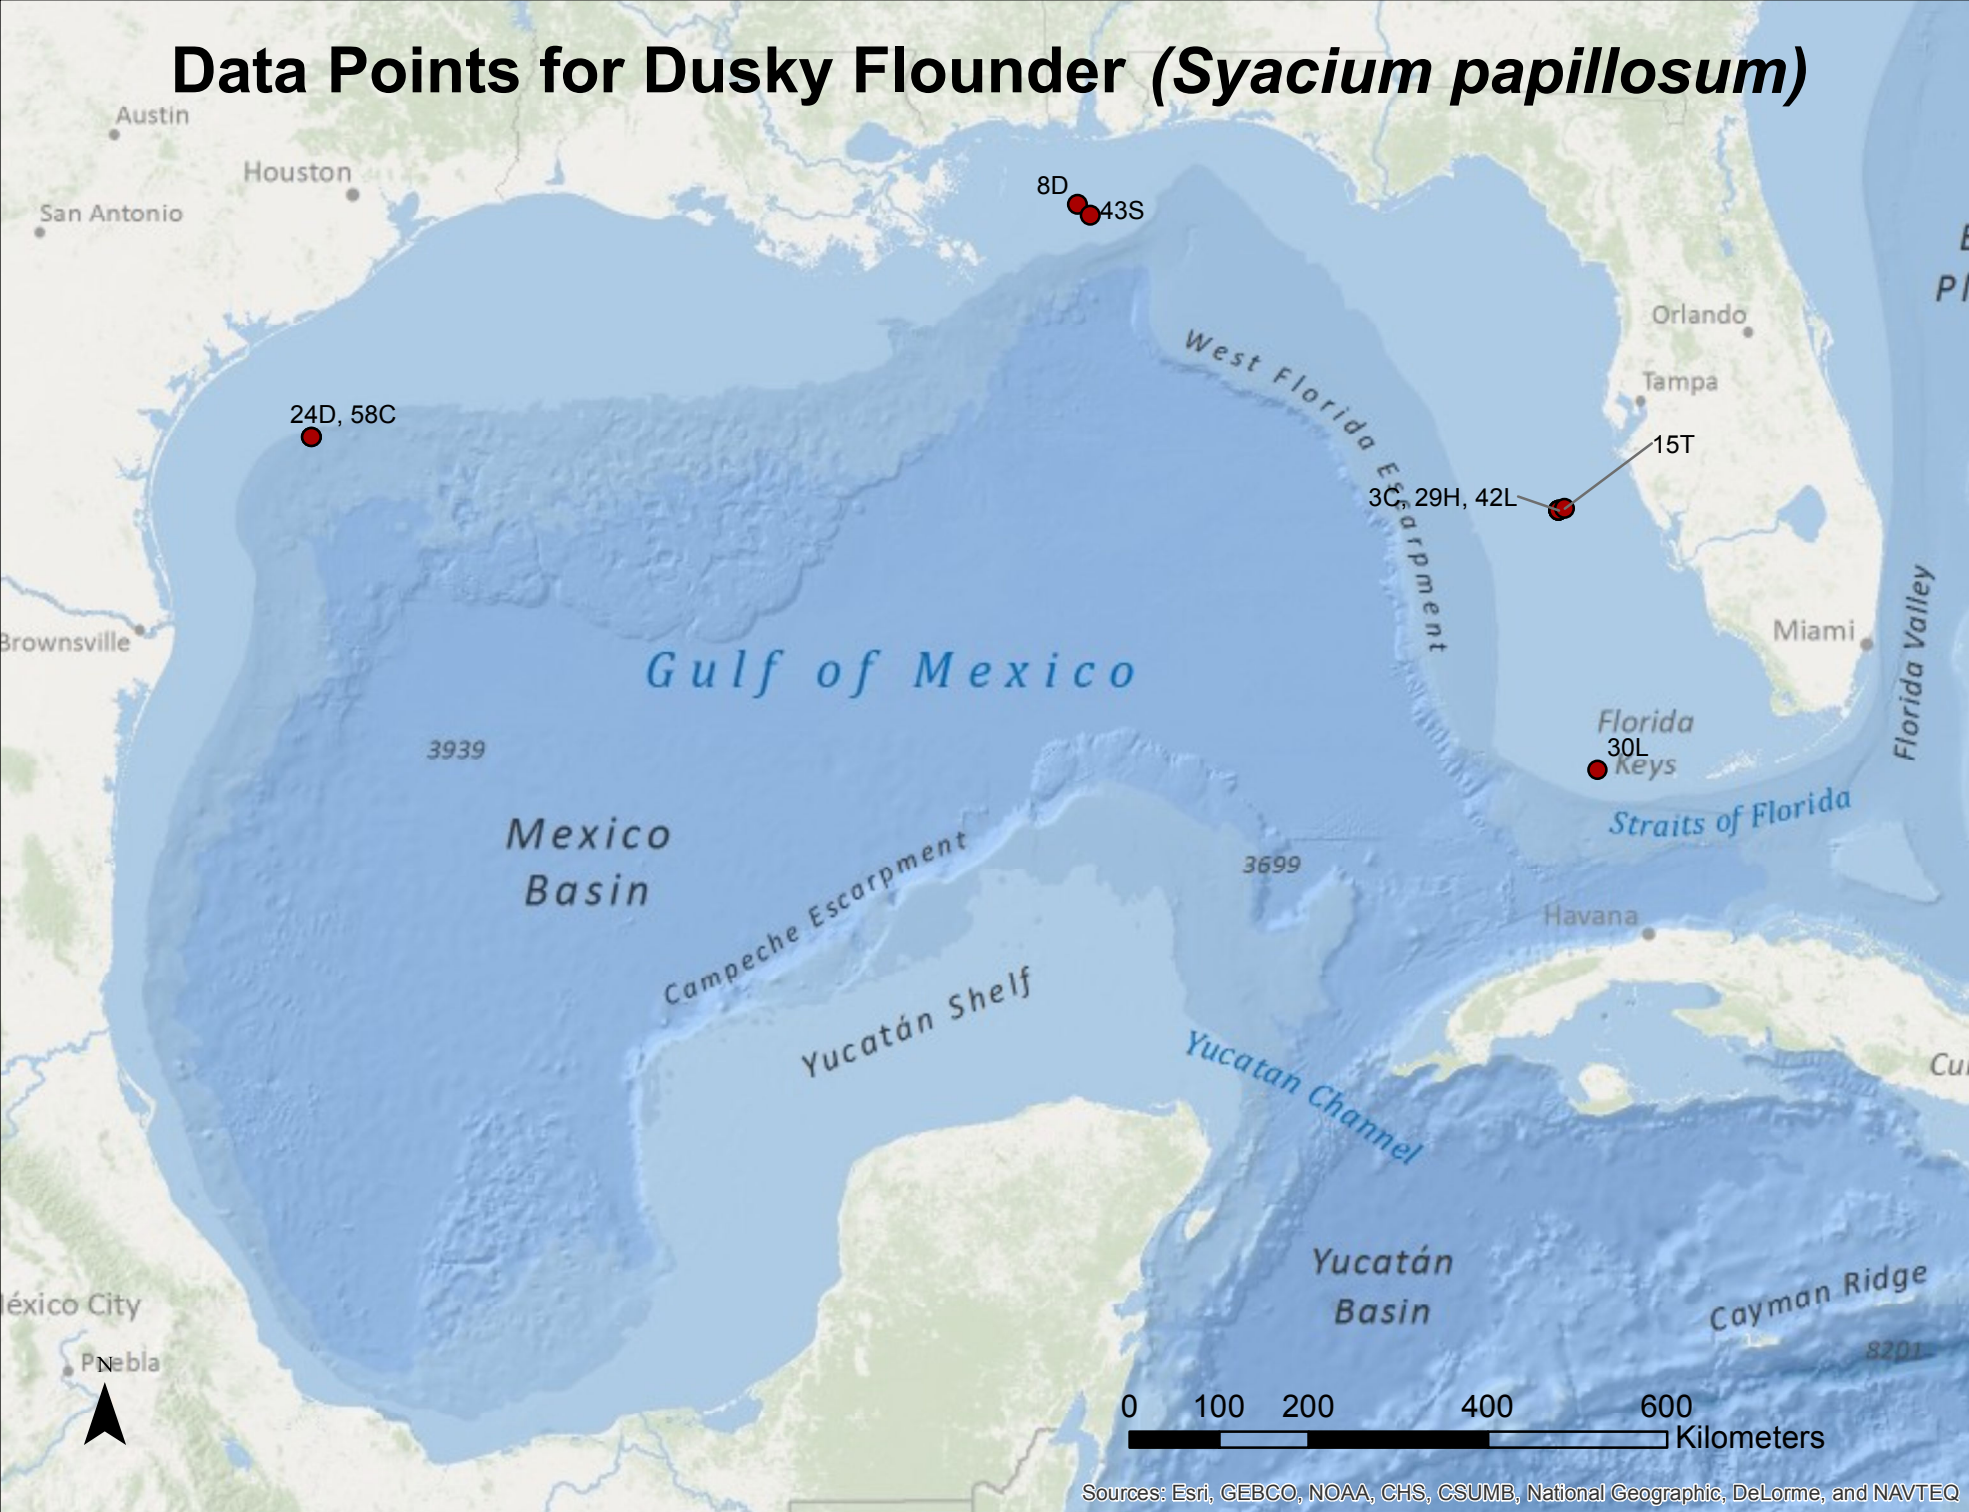 Data Points for Dusky Flounder (Syacium papillosum)
Austin
Houston
San Antonio
8D
43S
Orlando
West Florida Escarpment
Tampa
24D, 58C
15T
3C, 29H, 42L
Brownsville
Miami
Florida Valley
Gulf of Mexico
3939
Florida
Keys
30L
Straits of Florida
Mexico
Basin
Campeche Escarpment
3699
Havana
Yucatán Shelf
Yucatan Channel
Yucatán
Basin
Cayman Ridge
8201
éxico City
Puebla
N
0 100 200 400 600
Kilometers
Sources: Esri, GEBCO, NOAA, CHS, CSUMB, National Geographic, DeLorme, and NAVTEQ